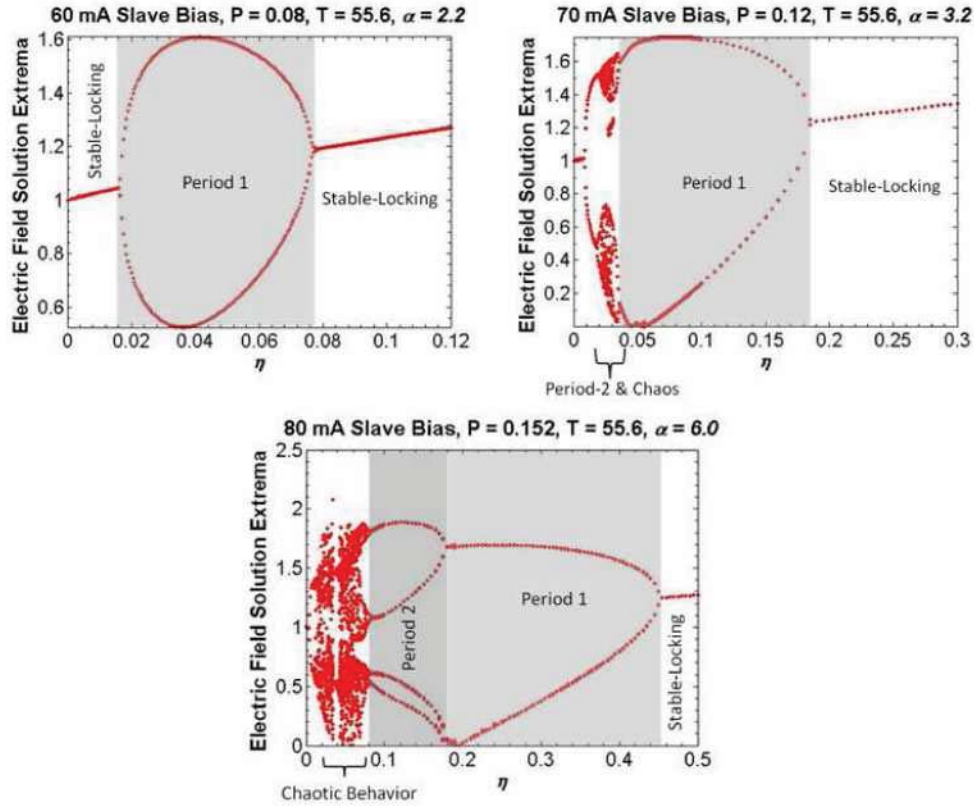 60 mA Slave Bias, P = 0.08, T = 55.6, α = 2.2
Electric Field Solution Extrema
1.6
1.4
1.2
1
0.8
0.6
Stable-Locking
Period 1
Stable-Locking
0 0.02 0.04 0.06 0.08 0.10 0.12
η
70 mA Slave Bias, P = 0.12, T = 55.6, α = 3.2
Electric Field Solution Extrema
1.6
1.4
1.2
1
0.8
0.6
0.4
0.2
Period 1
Stable-Locking
0 0.05 0.1 0.15 0.2 0.25 0.3
η
Period-2 & Chaos
80 mA Slave Bias, P = 0.152, T = 55.6, α = 6.0
Electric Field Solution Extrema
2.5
2
1.5
1
0.5
0
Period 2
Period 1
Stable-Locking
0 0.1 0.2 0.3 0.4 0.5
η
Chaotic Behavior